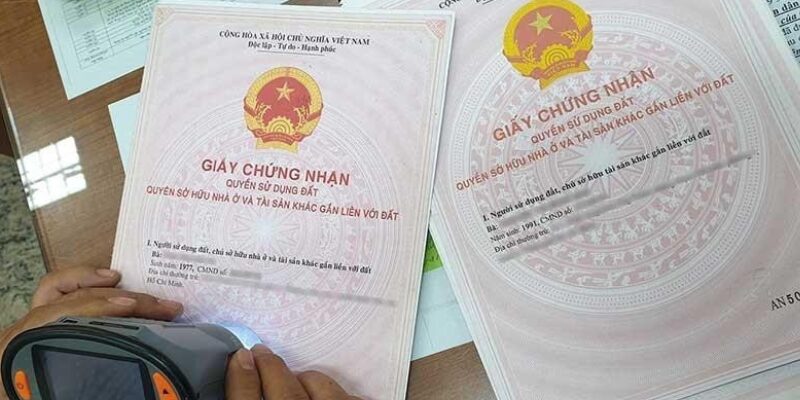 CỘNG HÒA XÃ HỘI CHỦ NGHĨA VIỆT NAM
Độc lập - Tự do - Hạnh phúc
GIẤY CHỨNG NHẬN
QUYỀN SỬ DỤNG ĐẤT
QUYỀN SỞ HỮU NHÀ Ở VÀ TÀI SẢN KHÁC GẮN LIỀN VỚI ĐẤT
I. Người sử dụng đất, chủ sở hữu nhà ở và tài sản khác gắn liền với đất
Bà:
Sinh năm: 1977, CMND số:
Địa chỉ thường trú:
Hồ Chí Minh
GIẤY CHỨNG NHẬN
QUYỀN SỬ DỤNG ĐẤT
QUYỀN SỞ HỮU NHÀ Ở VÀ TÀI SẢN KHÁC GẮN LIỀN VỚI ĐẤT
I. Người sử dụng đất, chủ sở hữu nhà ở và tài sản khác gắn liền với đất
Bà:
Năm sinh: 1991, CMND số:
Địa chỉ thường trú:
AN 50